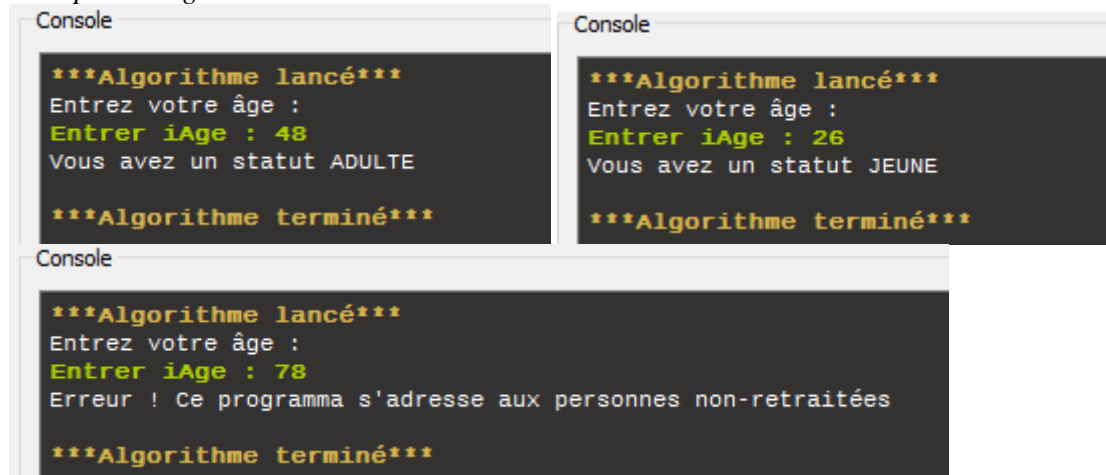 Console
***Algorithme lancé***
Entrez votre âge :
Entrer iAge : 48
Vous avez un statut ADULTE
***Algorithme terminé***
Console
***Algorithme lancé***
Entrez votre âge :
Entrer iAge : 26
Vous avez un statut JEUNE
***Algorithme terminé***
Console
***Algorithme lancé***
Entrez votre âge :
Entrer iAge : 78
Erreur ! Ce programma s'adresse aux personnes non-retraitées
***Algorithme terminé***